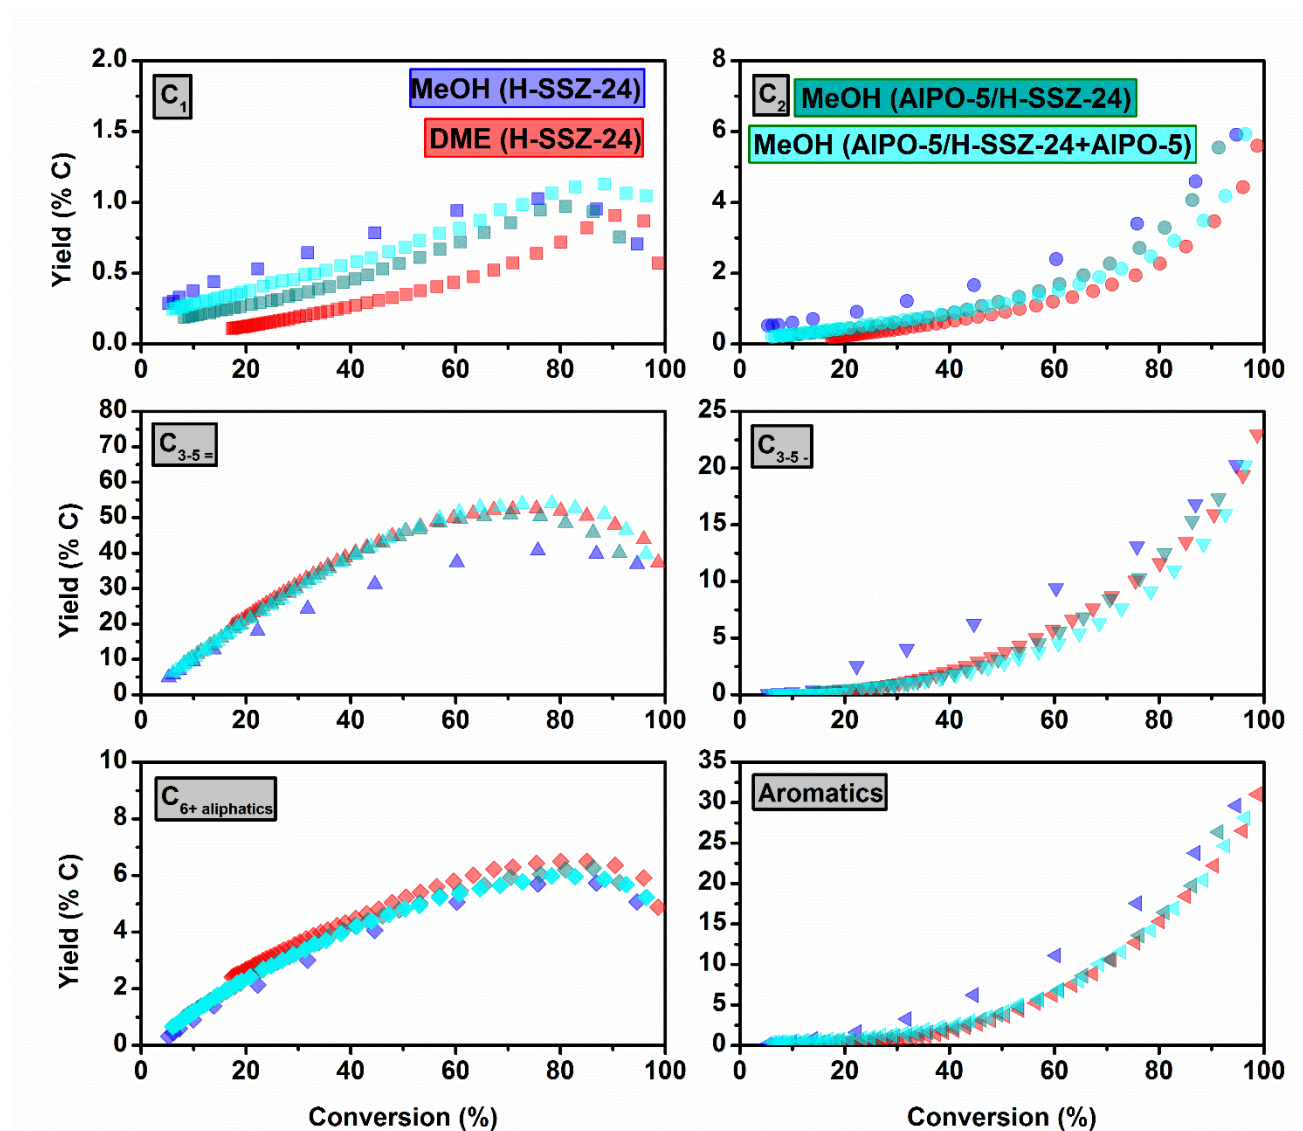 C1
MeOH (H-SSZ-24)
DME (H-SSZ-24)
Yield (% C)
2.0
1.5
1.0
0.5
0.0
0 20 40 60 80 100
C2
MeOH (AlPO-5/H-SSZ-24)
MeOH (AlPO-5/H-SSZ-24+AlPO-5)
8
6
4
2
0
0 20 40 60 80 100
C3-5 =
Yield (% C)
80
70
60
50
40
30
20
10
0
0 20 40 60 80 100
C3-5 -
25
20
15
10
5
0
0 20 40 60 80 100
C6+ aliphatics
Yield (% C)
10
8
6
4
2
0
0 20 40 60 80 100
Conversion (%)
Aromatics
35
30
25
20
15
10
5
0
0 20 40 60 80 100
Conversion (%)